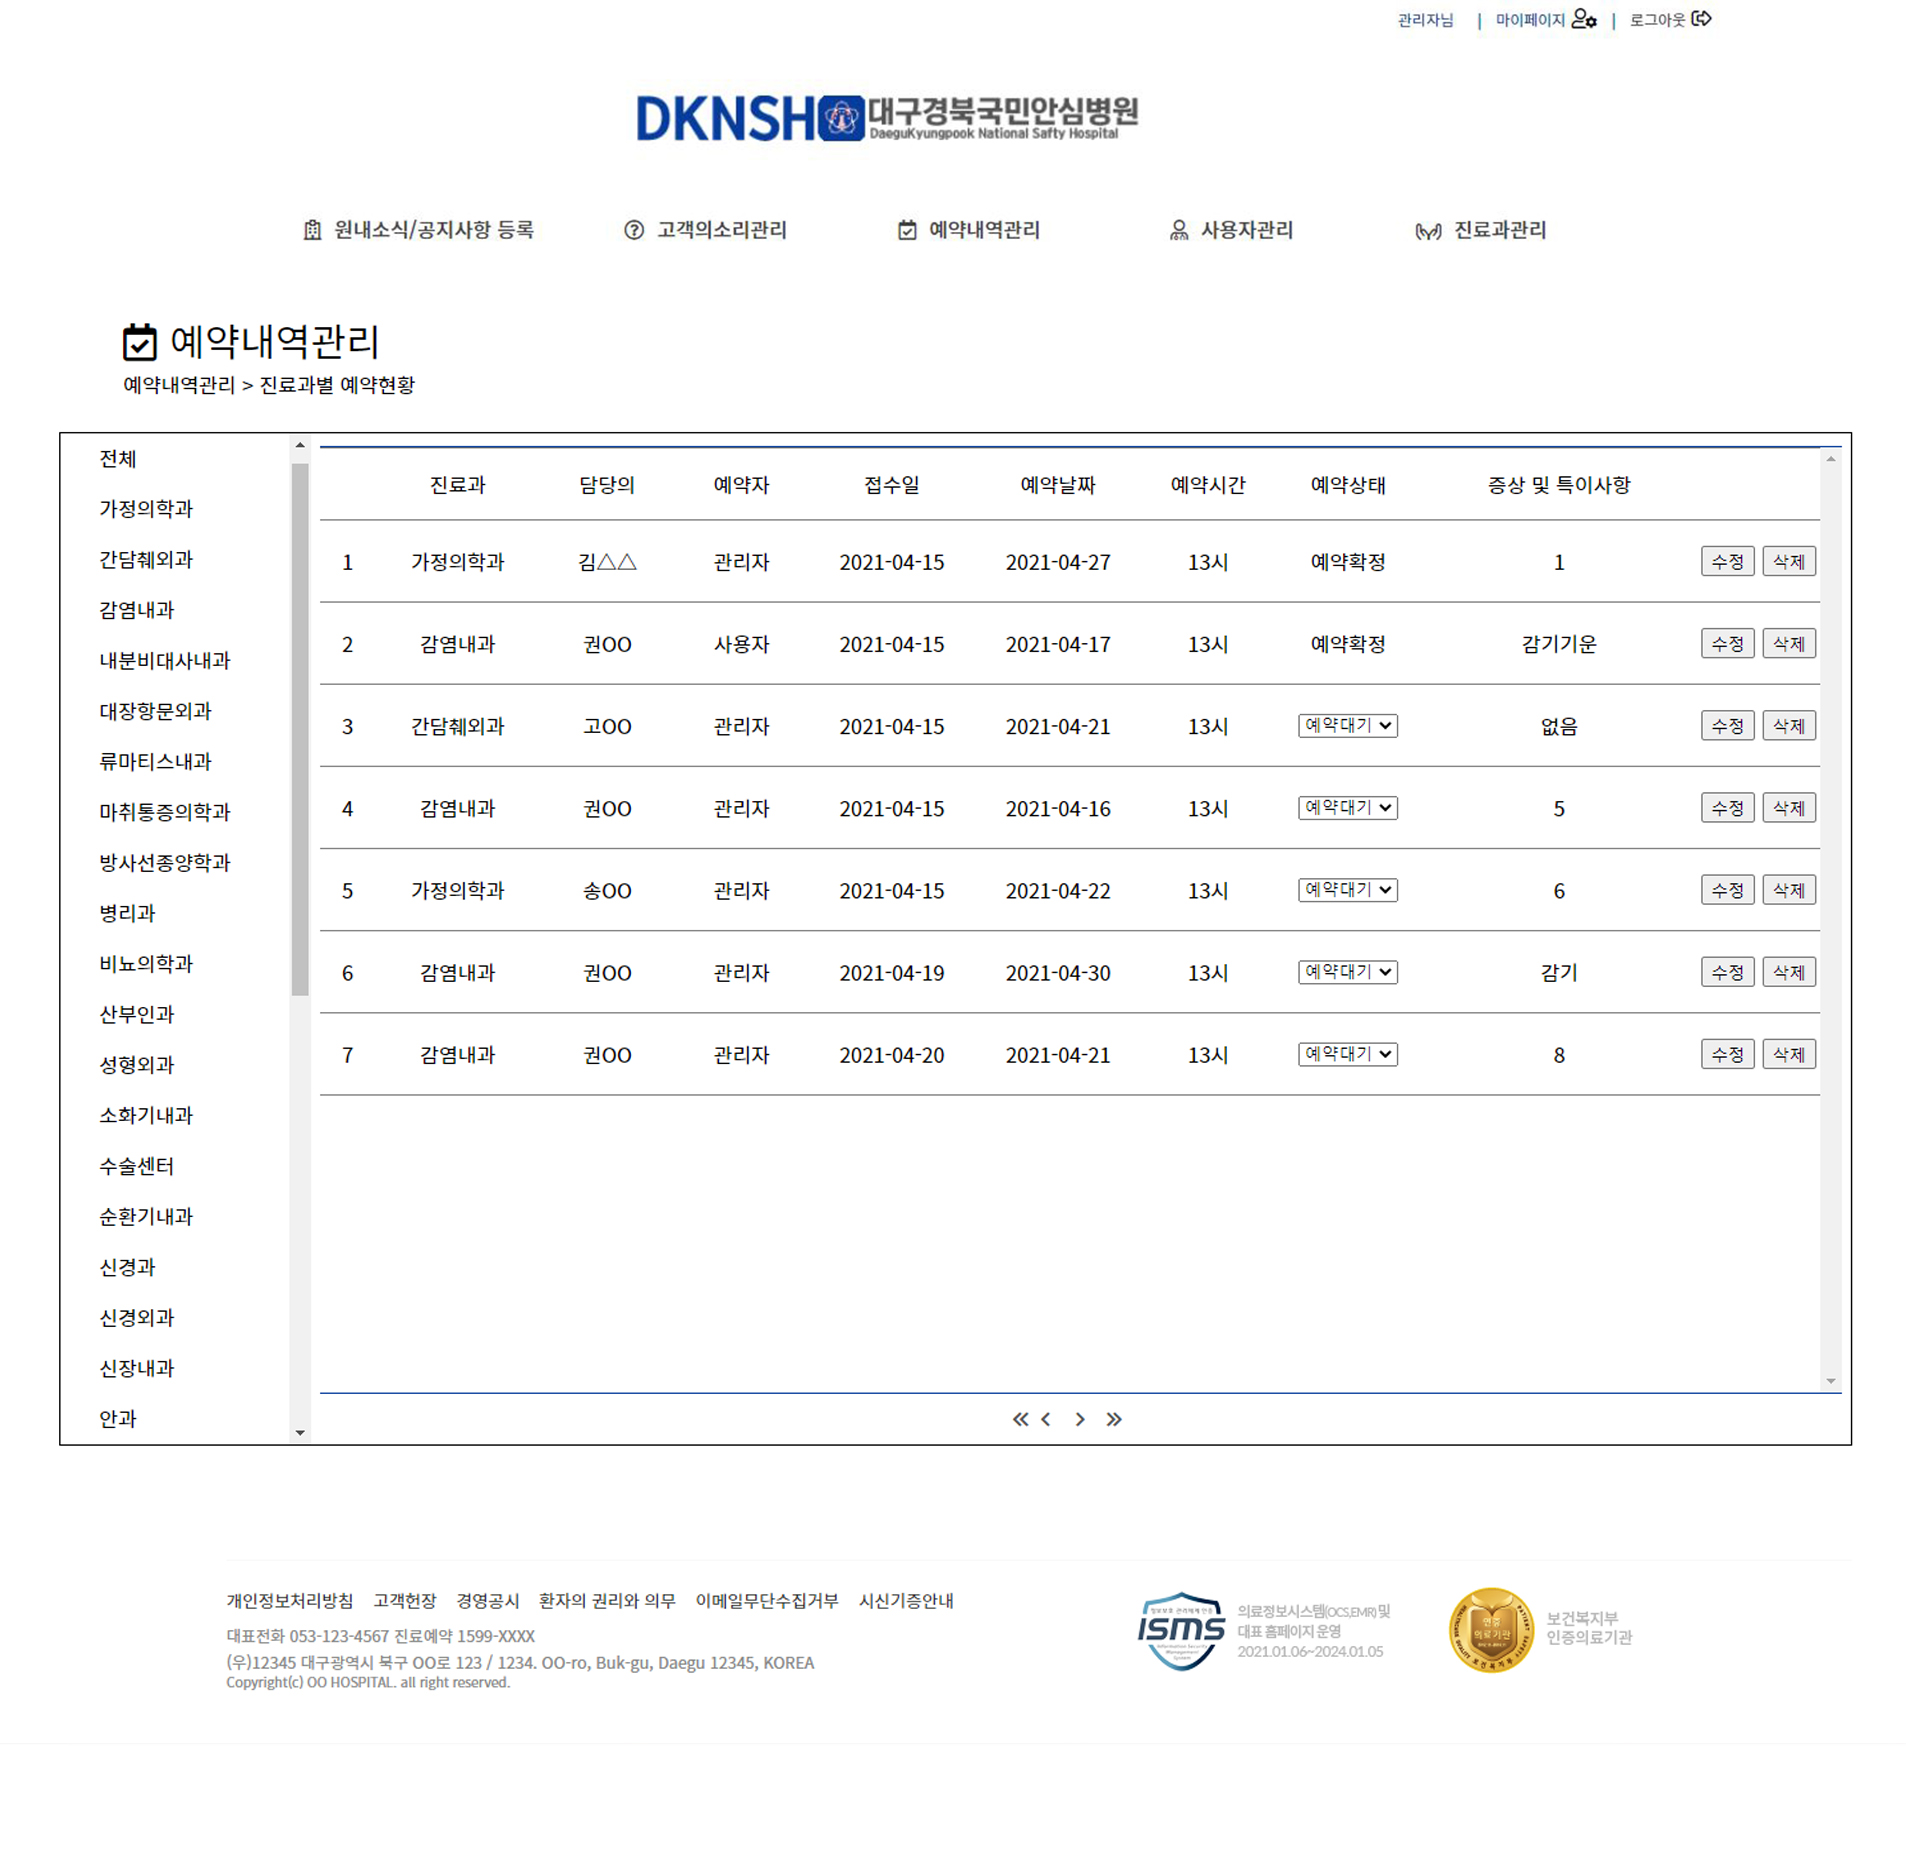 관리자님 | 마이페이지 | 로그아웃
DKNSH 대구경북국민안심병원
DaeguKyungpook National Safty Hospital
원내소식/공지사항 등록 고객의소리관리 예약내역관리 사용자관리 진료과관리
예약내역관리
예약내역관리 > 진료과별 예약현황
전체
가정의학과
간담췌외과
감염내과
내분비대사내과
대장항문외과
류마티스내과
마취통증의학과
방사선종양학과
병리과
비뇨의학과
산부인과
성형외과
소화기내과
수술센터
순환기내과
신경과
신경외과
신장내과
안과
진료과 담당의 예약자 접수일 예약날짜 예약시간 예약상태 증상 및 특이사항
1 가정의학과 김△△ 관리자 2021-04-15 2021-04-27 13시 예약확정 1 수정 삭제
2 감염내과 권OO 사용자 2021-04-15 2021-04-17 13시 예약확정 감기기운 수정 삭제
3 간담췌외과 고OO 관리자 2021-04-15 2021-04-21 13시 예약대기 없음 수정 삭제
4 감염내과 권OO 관리자 2021-04-15 2021-04-16 13시 예약대기 5 수정 삭제
5 가정의학과 송OO 관리자 2021-04-15 2021-04-22 13시 예약대기 6 수정 삭제
6 감염내과 권OO 관리자 2021-04-19 2021-04-30 13시 예약대기 감기 수정 삭제
7 감염내과 권OO 관리자 2021-04-20 2021-04-21 13시 예약대기 8 수정 삭제
개인정보처리방침 고객헌장 경영공시 환자의 권리와 의무 이메일무단수집거부 시신기증안내
대표전화 053-123-4567 진료예약 1599-XXXX
(우)12345 대구광역시 북구 OO로 123 / 1234. OO-ro, Buk-gu, Daegu 12345, KOREA
Copyright(c) OO HOSPITAL. all right reserved.
정보보호 관리체계 인증
ISMS
Information Security
Management
System
의료정보시스템(OCS,EMR) 및
대표 홈페이지 운영
2021.01.06~2024.01.05
인증
의료기관
보건복지부
보건복지부
인증의료기관